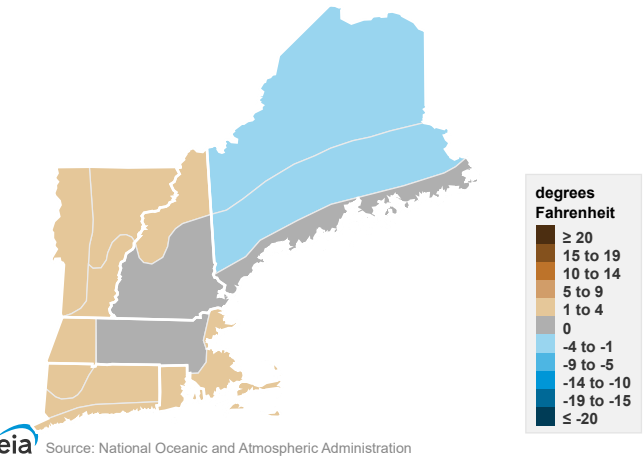 degrees
Fahrenheit
≥ 20
15 to 19
10 to 14
5 to 9
1 to 4
0
-4 to -1
-9 to -5
-14 to -10
-19 to -15
≤ -20
eia
Source: National Oceanic and Atmospheric Administration